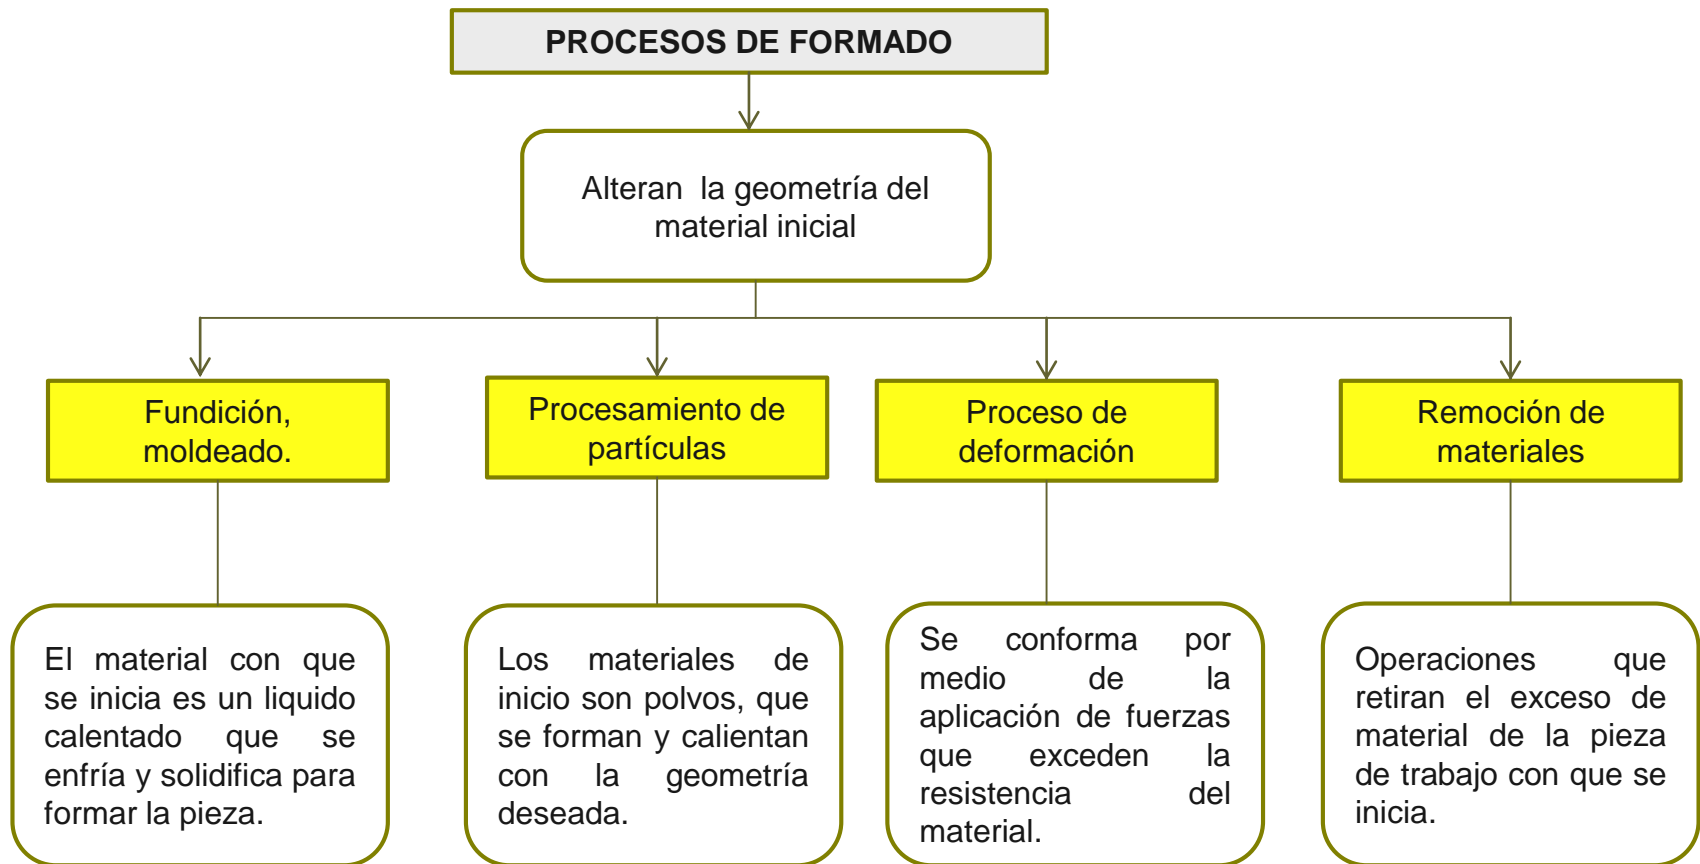 PROCESOS DE FORMADO
Alteran la geometría del
material inicial
Fundición,
moldeado.
Procesamiento de
partículas
Proceso de
deformación
Remoción de
materiales
El material con que
se inicia es un liquido
calentado que se
enfría y solidifica para
formar la pieza.
Los materiales de
inicio son polvos, que
se forman y calientan
con la geometría
deseada.
Se conforma por
medio de la
aplicación de fuerzas
que exceden la
resistencia del
material.
Operaciones que
retiran el exceso de
material de la pieza
de trabajo con que se
inicia.